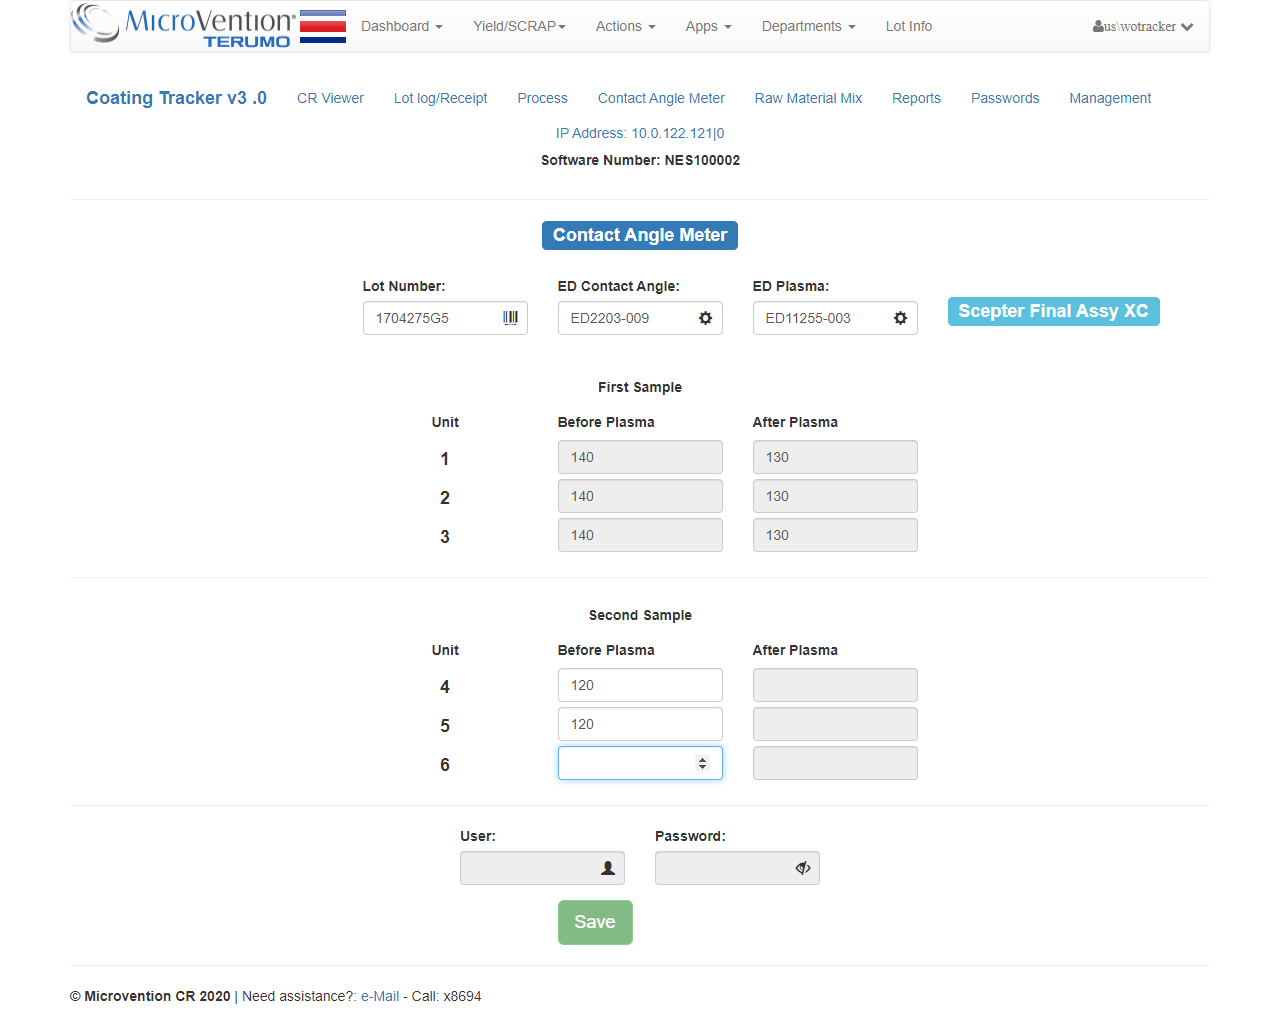 MicroVention® Dashboard Yield/SCRAP Actions Apps Departments Lot Info us\wotracker
TERUMO
Coating Tracker v3 .0 CR Viewer Lot log/Receipt Process Contact Angle Meter Raw Material Mix Reports Passwords Management
IP Address: 10.0.122.121|0
Software Number: NES100002
Contact Angle Meter
Lot Number: ED Contact Angle: ED Plasma:
1704275G5 ED2203-009 ED11255-003 Scepter Final Assy XC
First Sample
Unit Before Plasma After Plasma
1 140 130
2 140 130
3 140 130
Second Sample
Unit Before Plasma After Plasma
4 120
5 120
6
User: Password:
Save
© Microvention CR 2020 | Need assistance?: e-Mail - Call: x8694